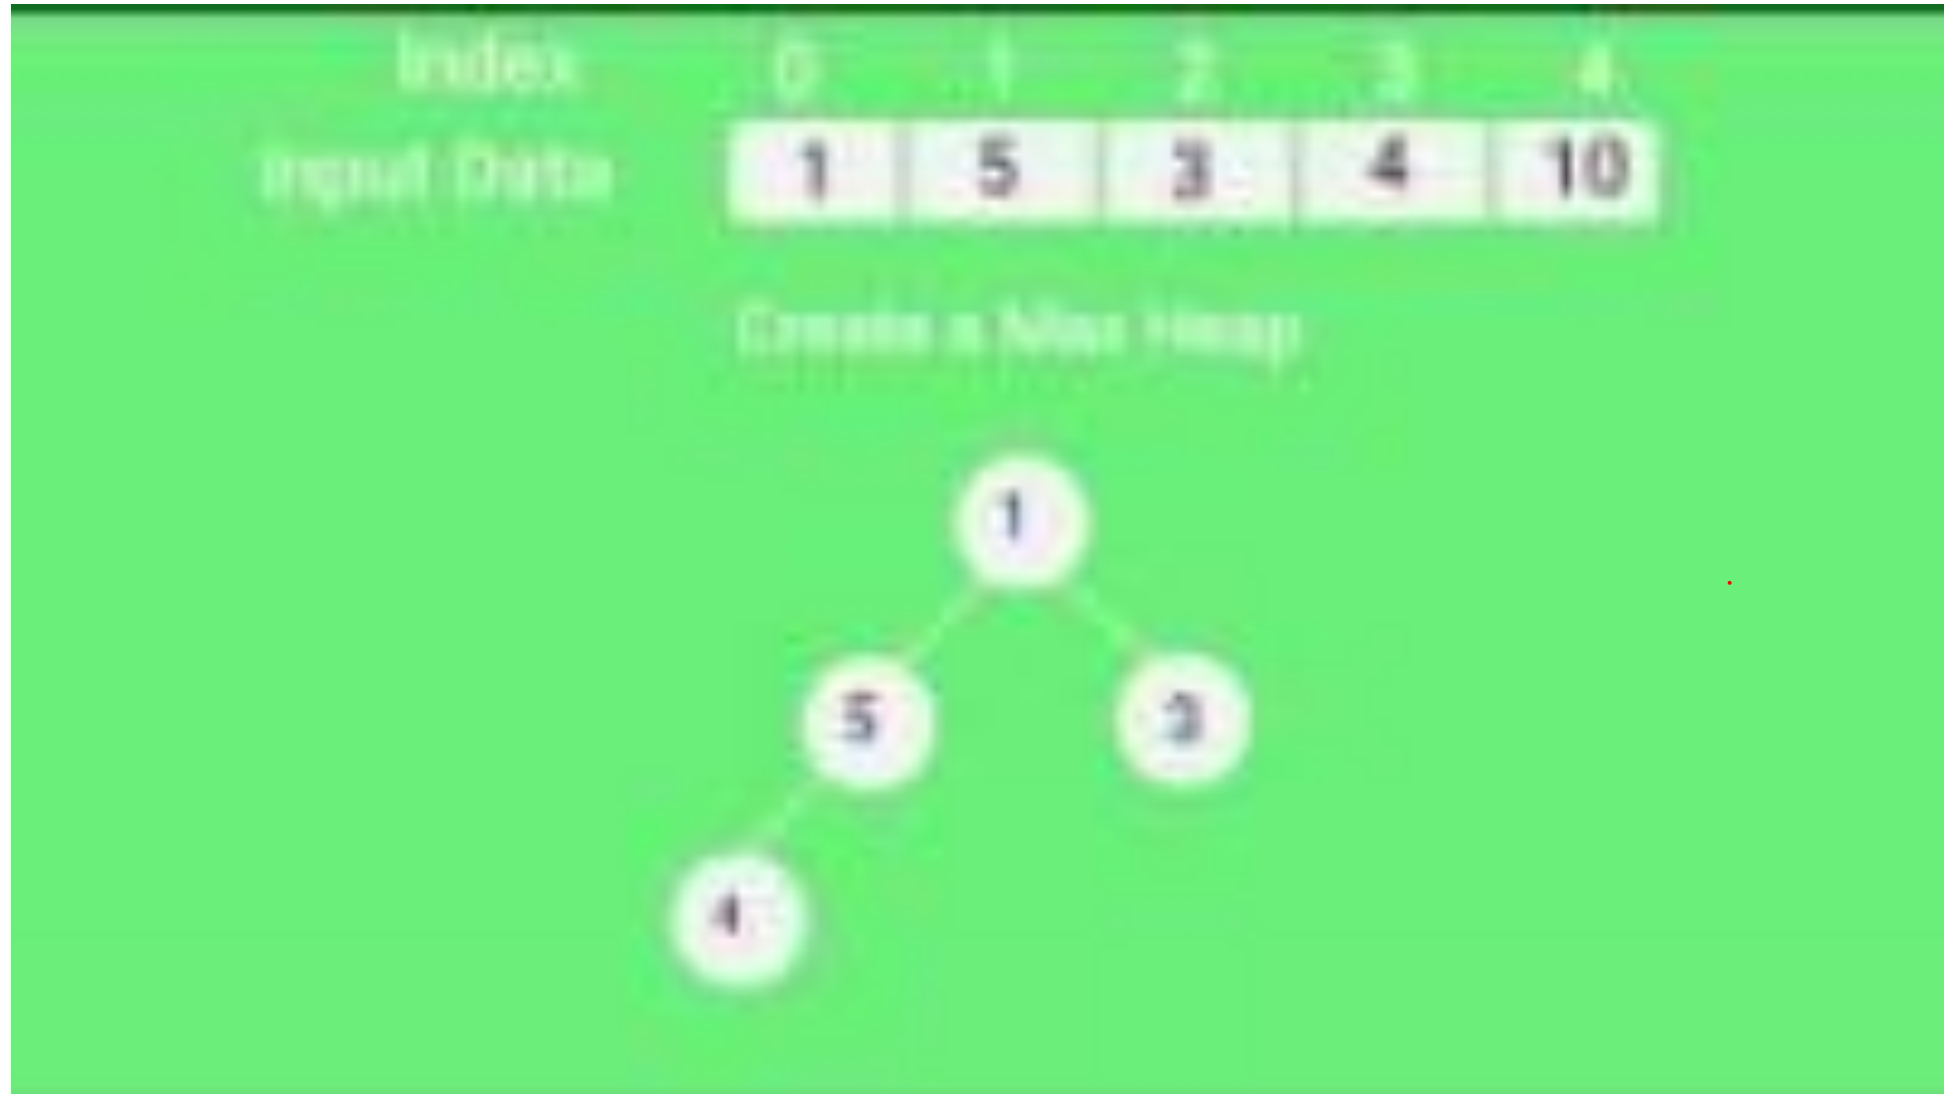 Index 0 1 2 3 4
Input Data 1 5 3 4 10
Create a Max Heap
1
5 3
4